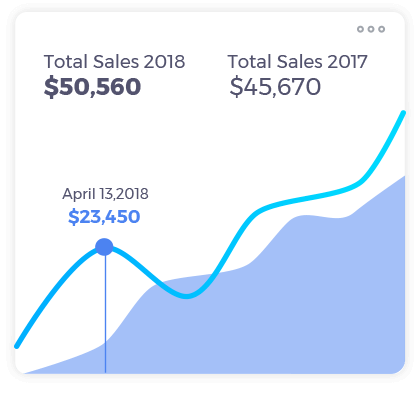 Total Sales 2018
$50,560
Total Sales 2017
$45,670
April 13,2018
$23,450